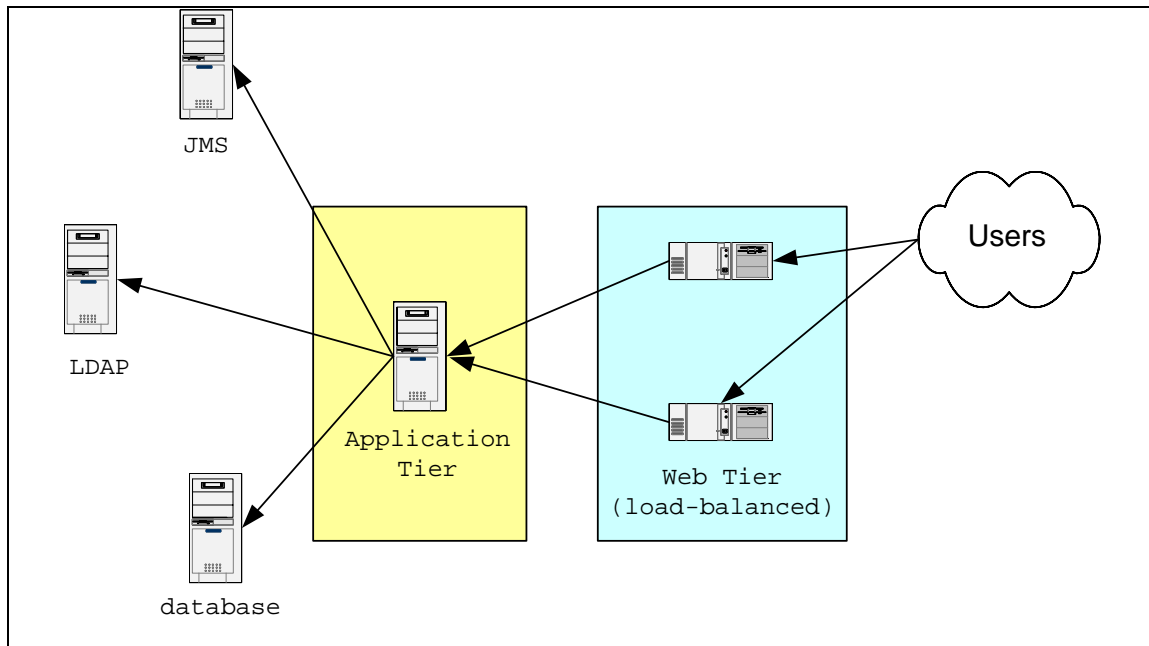 JMS
Users
LDAP
Application
Tier
Web Tier
(load-balanced)
database